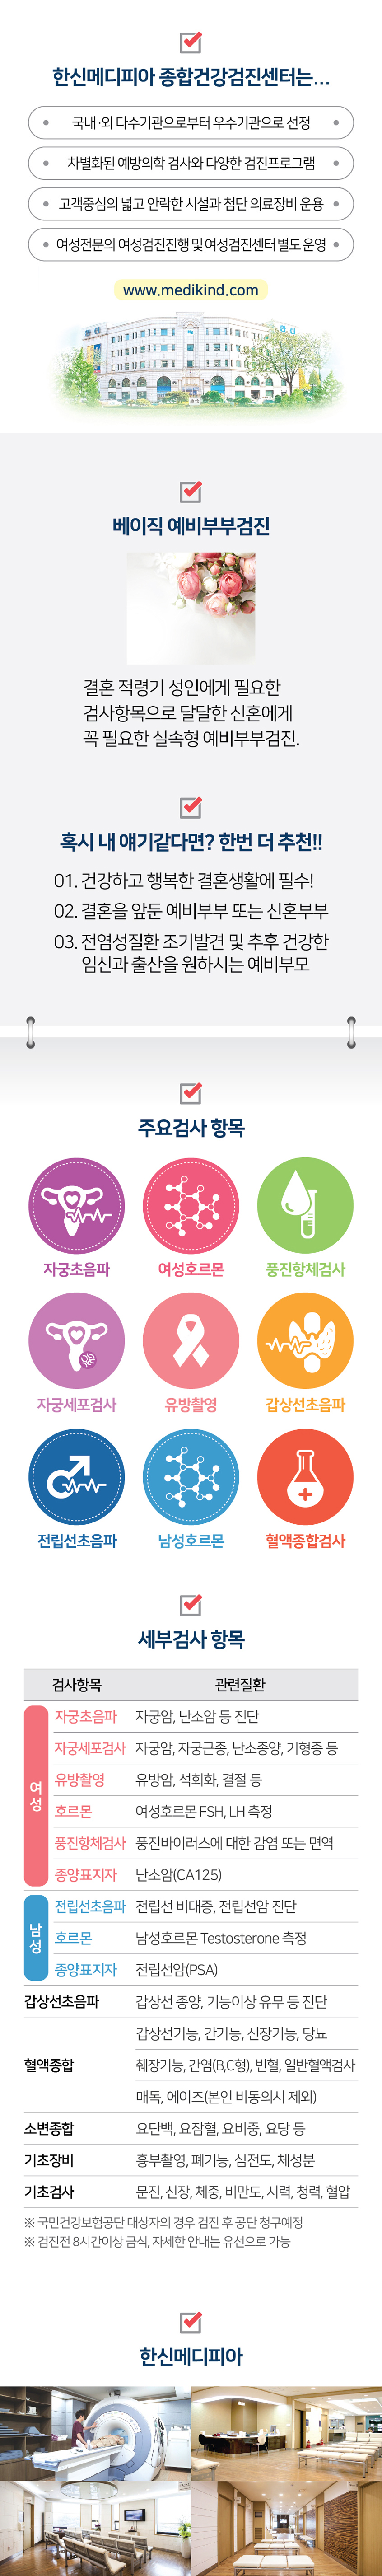 한신메디피아 종합건강검진센터는...
국내·외 다수기관으로부터 우수기관으로 선정
차별화된 예방의학 검사와 다양한 검진프로그램
고객중심의 넓고 안락한 시설과 첨단 의료장비 운용
여성전문의 여성검진진행 및 여성검진센터 별도 운영
www.medikind.com
베이직 예비부부검진
결혼 적령기 성인에게 필요한
검사항목으로 달달한 신혼에게
꼭 필요한 실속형 예비부부검진.
혹시 내 얘기같다면? 한번 더 추천!!
01. 건강하고 행복한 결혼생활에 필수!
02. 결혼을 앞둔 예비부부 또는 신혼부부
03. 전염성질환 조기발견 및 추후 건강한
임신과 출산을 원하시는 예비부모
주요검사 항목
자궁초음파 여성호르몬 풍진항체검사
자궁세포검사 유방촬영 갑상선초음파
전립선초음파 남성호르몬 혈액종합검사
세부검사 항목
검사항목 관련질환
여성
자궁초음파 자궁암, 난소암 등 진단
자궁세포검사 자궁암, 자궁근종, 난소종양, 기형종 등
유방촬영 유방암, 석회화, 결절 등
호르몬 여성호르몬 FSH, LH 측정
풍진항체검사 풍진바이러스에 대한 감염 또는 면역
종양표지자 난소암(CA125)
남성
전립선초음파 전립선 비대증, 전립선암 진단
호르몬 남성호르몬 Testosterone 측정
종양표지자 전립선암(PSA)
갑상선초음파 갑상선 종양, 기능이상 유무 등 진단
혈액종합 갑상선기능, 간기능, 신장기능, 당뇨
췌장기능, 간염(B,C형), 빈혈, 일반혈액검사
매독, 에이즈(본인 비동의시 제외)
소변종합 요단백, 요잠혈, 요비중, 요당 등
기초장비 흉부촬영, 폐기능, 심전도, 체성분
기초검사 문진, 신장, 체중, 비만도, 시력, 청력, 혈압
※ 국민건강보험공단 대상자의 경우 검진 후 공단 청구예정
※ 검진전 8시간이상 금식, 자세한 안내는 유선으로 가능
한신메디피아